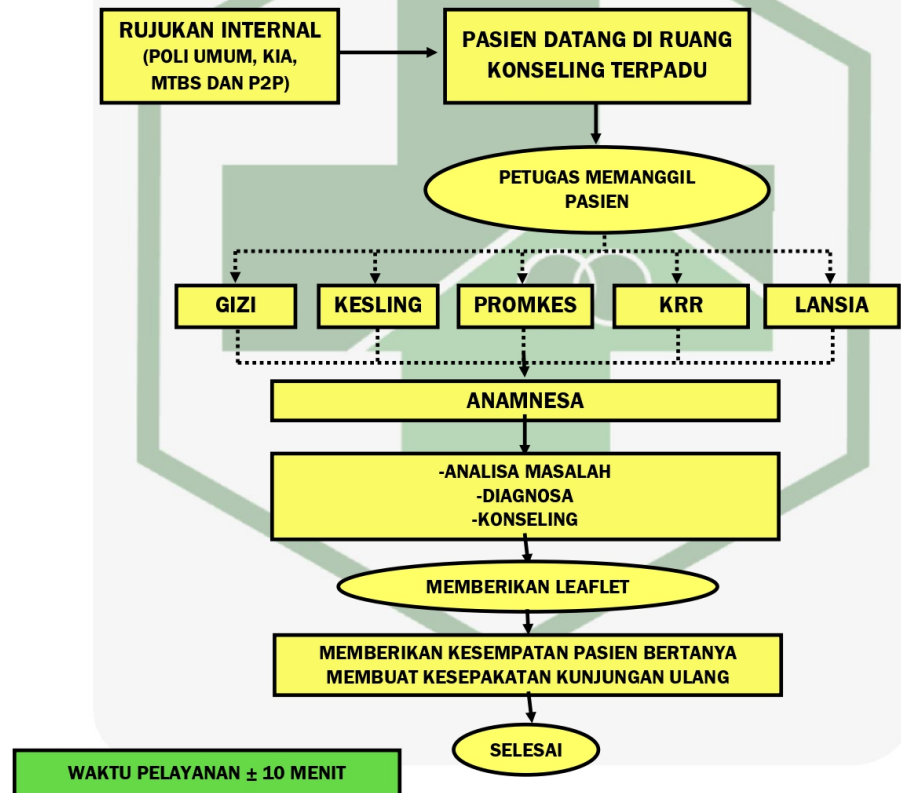 RUJUKAN INTERNAL
(POLI UMUM, KIA,
MTBS DAN P2P)
PASIEN DATANG DI RUANG
KONSELING TERPADU
PETUGAS MEMANGGIL
PASIEN
GIZI
KESLING
PROMKES
KRR
LANSIA
ANAMNESA
-ANALISA MASALAH
-DIAGNOSA
-KONSELING
MEMBERIKAN LEAFLET
MEMBERIKAN KESEMPATAN PASIEN BERTANYA
MEMBUAT KESEPAKATAN KUNJUNGAN ULANG
SELESAI
WAKTU PELAYANAN ± 10 MENIT